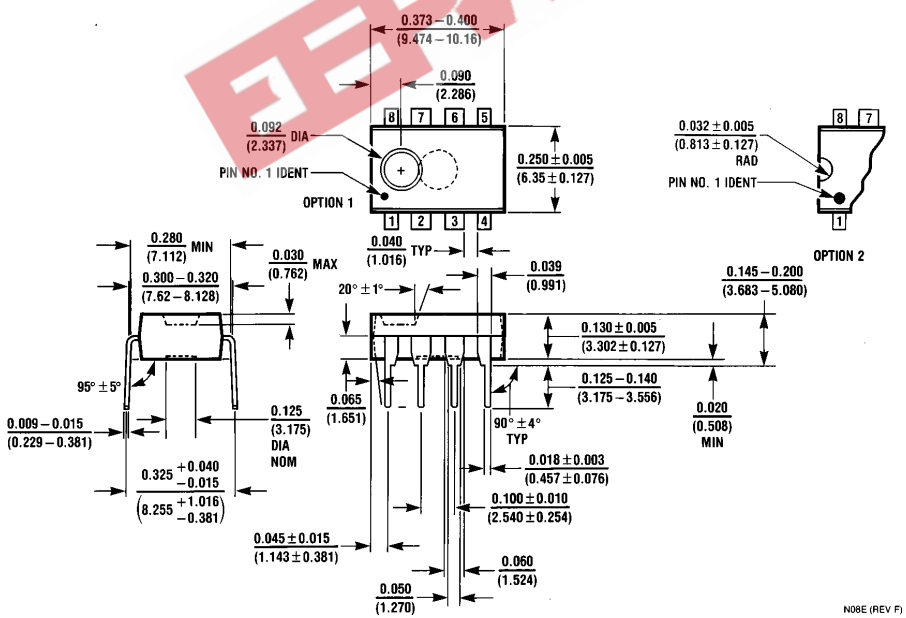 0.373 – 0.400
(9.474 – 10.16)
0.090
(2.286)
8 7 6 5
0.092 DIA
(2.337)
PIN NO. 1 IDENT
OPTION 1
1 2 3 4
0.250 ± 0.005
(6.35 ± 0.127)
0.032 ± 0.005
(0.813 ± 0.127)
RAD
PIN NO. 1 IDENT
8 7
1
OPTION 2
0.280 MIN
(7.112)
0.300 – 0.320
(7.62 – 8.128)
0.030 MAX
(0.762)
0.040 TYP
(1.016)
0.039
(0.991)
20° ± 1°
0.145 – 0.200
(3.683 – 5.080)
0.130 ± 0.005
(3.302 ± 0.127)
0.125 – 0.140
(3.175 – 3.556)
0.020
(0.508)
MIN
95° ± 5°
0.009 – 0.015
(0.229 – 0.381)
0.125
(3.175)
DIA
NOM
0.065
(1.651)
90° ± 4°
TYP
0.018 ± 0.003
(0.457 ± 0.076)
0.325 +0.040
–0.015
(8.255 +1.016
–0.381)
0.100 ± 0.010
(2.540 ± 0.254)
0.045 ± 0.015
(1.143 ± 0.381)
0.060
(1.524)
0.050
(1.270)
N08E (REV F)